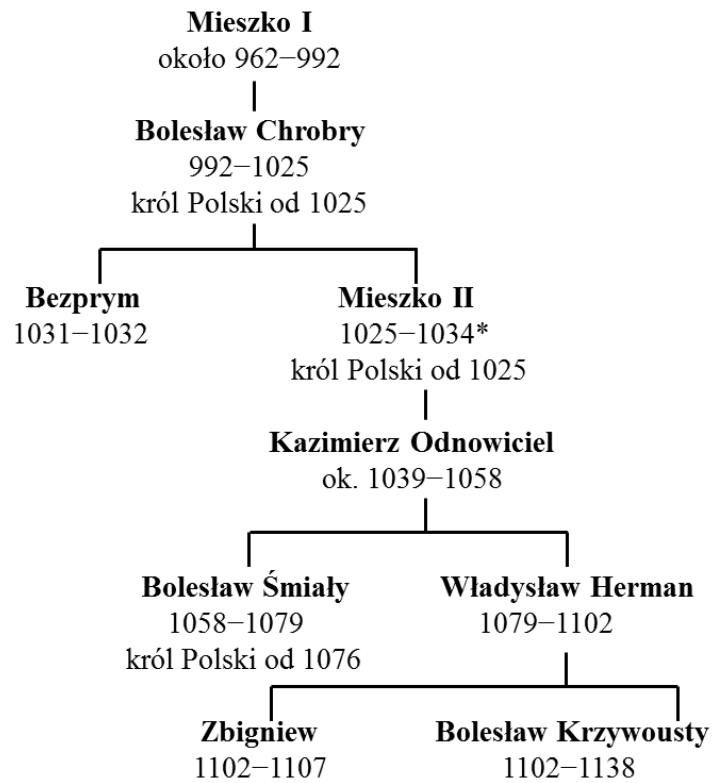 Mieszko I
około 962−992
Bolesław Chrobry
992−1025
król Polski od 1025
Bezprym
1031−1032
Mieszko II
1025−1034*
król Polski od 1025
Kazimierz Odnowiciel
ok. 1039−1058
Bolesław Śmiały
1058−1079
król Polski od 1076
Władysław Herman
1079−1102
Zbigniew
1102−1107
Bolesław Krzywousty
1102−1138